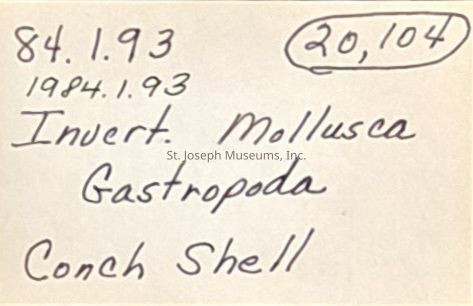 84.1.93 20,104
1984.1.93
Invert. Mollusca
St. Joseph Museums, Inc.
Gastropoda
Conch Shell